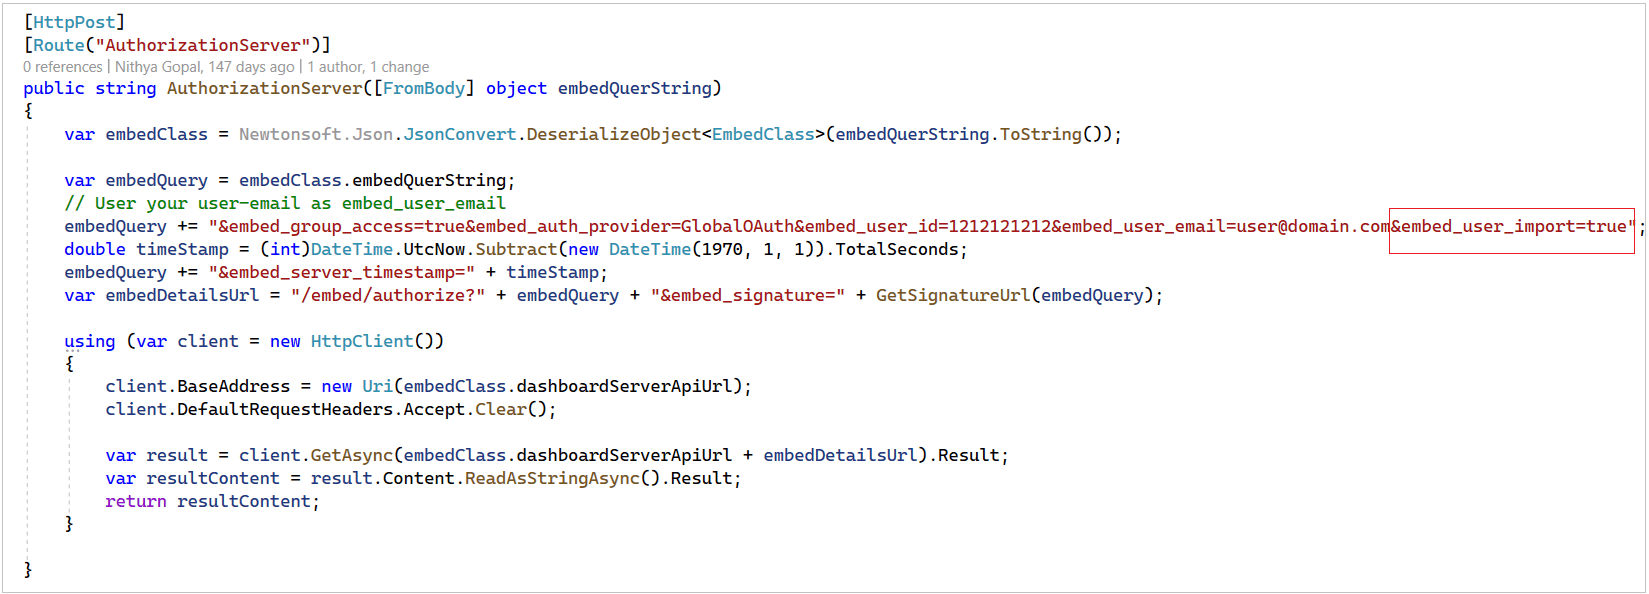 [HttpPost]
[Route("AuthorizationServer")]
0 references | Nithya Gopal, 147 days ago | 1 author, 1 change
public string AuthorizationServer([FromBody] object embedQuerString)
{
var embedClass = Newtonsoft.Json.JsonConvert.DeserializeObject<EmbedClass>(embedQuerString.ToString());
var embedQuery = embedClass.embedQuerString;
// User your user-email as embed_user_email
embedQuery += "&embed_group_access=true&embed_auth_provider=GlobalOAuth&embed_user_id=1212121212&embed_user_email=user@domain.com&embed_user_import=true";
double timeStamp = (int)DateTime.UtcNow.Subtract(new DateTime(1970, 1, 1)).TotalSeconds;
embedQuery += "&embed_server_timestamp=" + timeStamp;
var embedDetailsUrl = "/embed/authorize?" + embedQuery + "&embed_signature=" + GetSignatureUrl(embedQuery);
using (var client = new HttpClient())
{
client.BaseAddress = new Uri(embedClass.dashboardServerApiUrl);
client.DefaultRequestHeaders.Accept.Clear();
var result = client.GetAsync(embedClass.dashboardServerApiUrl + embedDetailsUrl).Result;
var resultContent = result.Content.ReadAsStringAsync().Result;
return resultContent;
}
}